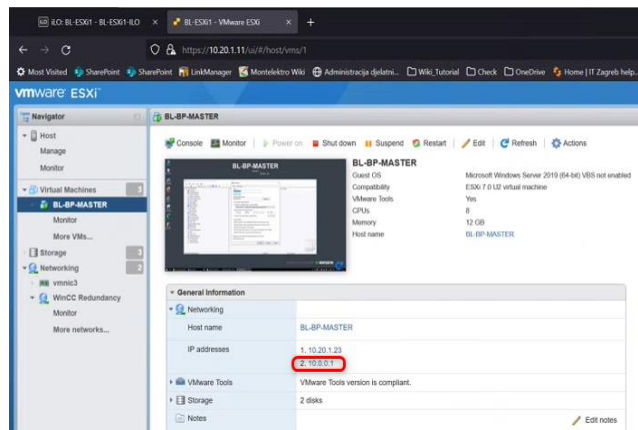 iLO: BL-ESXi1 - BL-ESXi1-ILO × BL-ESXi1 - VMware ESXi × +
https://10.20.1.11/ui/#/host/vms/1
Most Visited SharePoint SharePoint LinkManager Montelektro Wiki Administracija djelatni... Wiki_Tutorial Check OneDrive Home | IT Zagreb help...
vmware ESXi
Navigator
BL-BP-MASTER
Host
Manage
Monitor
Virtual Machines 3
BL-BP-MASTER
Monitor
More VMs...
Storage 3
Networking 2
vmnic3
WinCC Redundancy
Monitor
More networks...
Console Monitor Power on Shut down Suspend Restart Edit Refresh Actions
BL-BP-MASTER
BL-BP-MASTER
Guest OS Microsoft Windows Server 2019 (64-bit) VBS not enabled
Compatibility ESXi 7.0 U2 virtual machine
VMware Tools Yes
CPUs 8
Memory 12 GB
Host name BL-BP-MASTER
General Information
Networking
Host name BL-BP-MASTER
IP addresses 1. 10.20.1.23
2. 10.0.0.1
VMware Tools VMware Tools version is compliant.
Storage 2 disks
Notes Edit notes